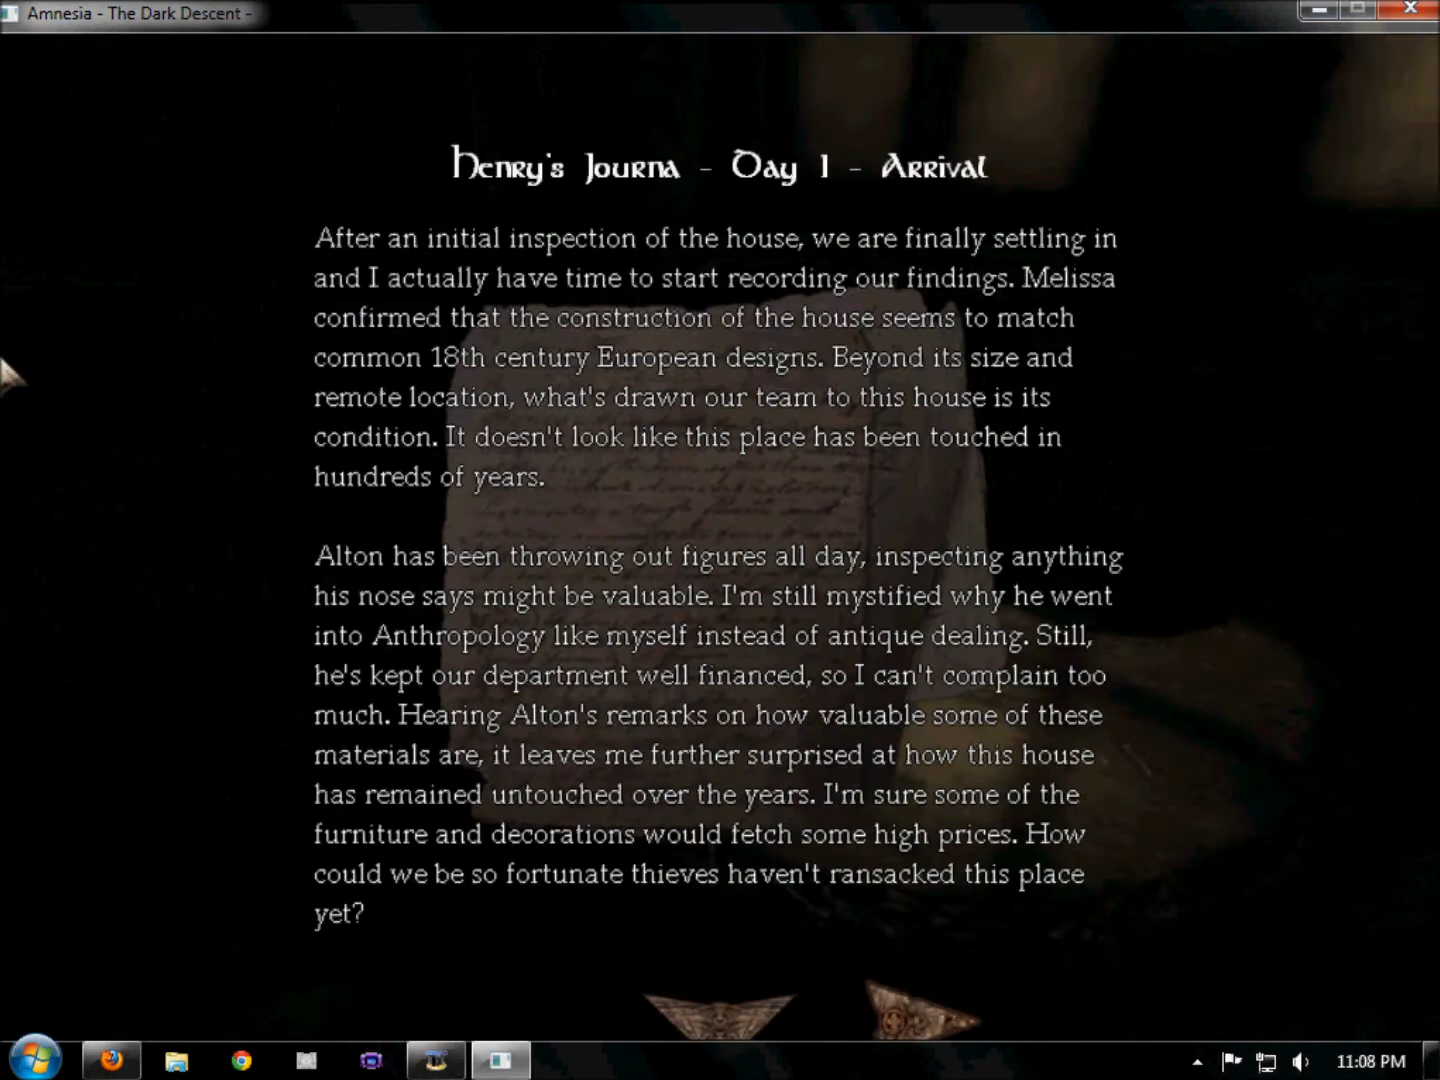 Amnesia - The Dark Descent -
Henry's Journa - Day 1 - Arrival
After an initial inspection of the house, we are finally settling in
and I actually have time to start recording our findings. Melissa
confirmed that the construction of the house seems to match
common 18th century European designs. Beyond its size and
remote location, what's drawn our team to this house is its
condition. It doesn't look like this place has been touched in
hundreds of years.
Alton has been throwing out figures all day, inspecting anything
his nose says might be valuable. I'm still mystified why he went
into Anthropology like myself instead of antique dealing. Still,
he's kept our department well financed, so I can't complain too
much. Hearing Alton's remarks on how valuable some of these
materials are, it leaves me further surprised at how this house
has remained untouched over the years. I'm sure some of the
furniture and decorations would fetch some high prices. How
could we be so fortunate thieves haven't ransacked this place
yet?
11:08 PM